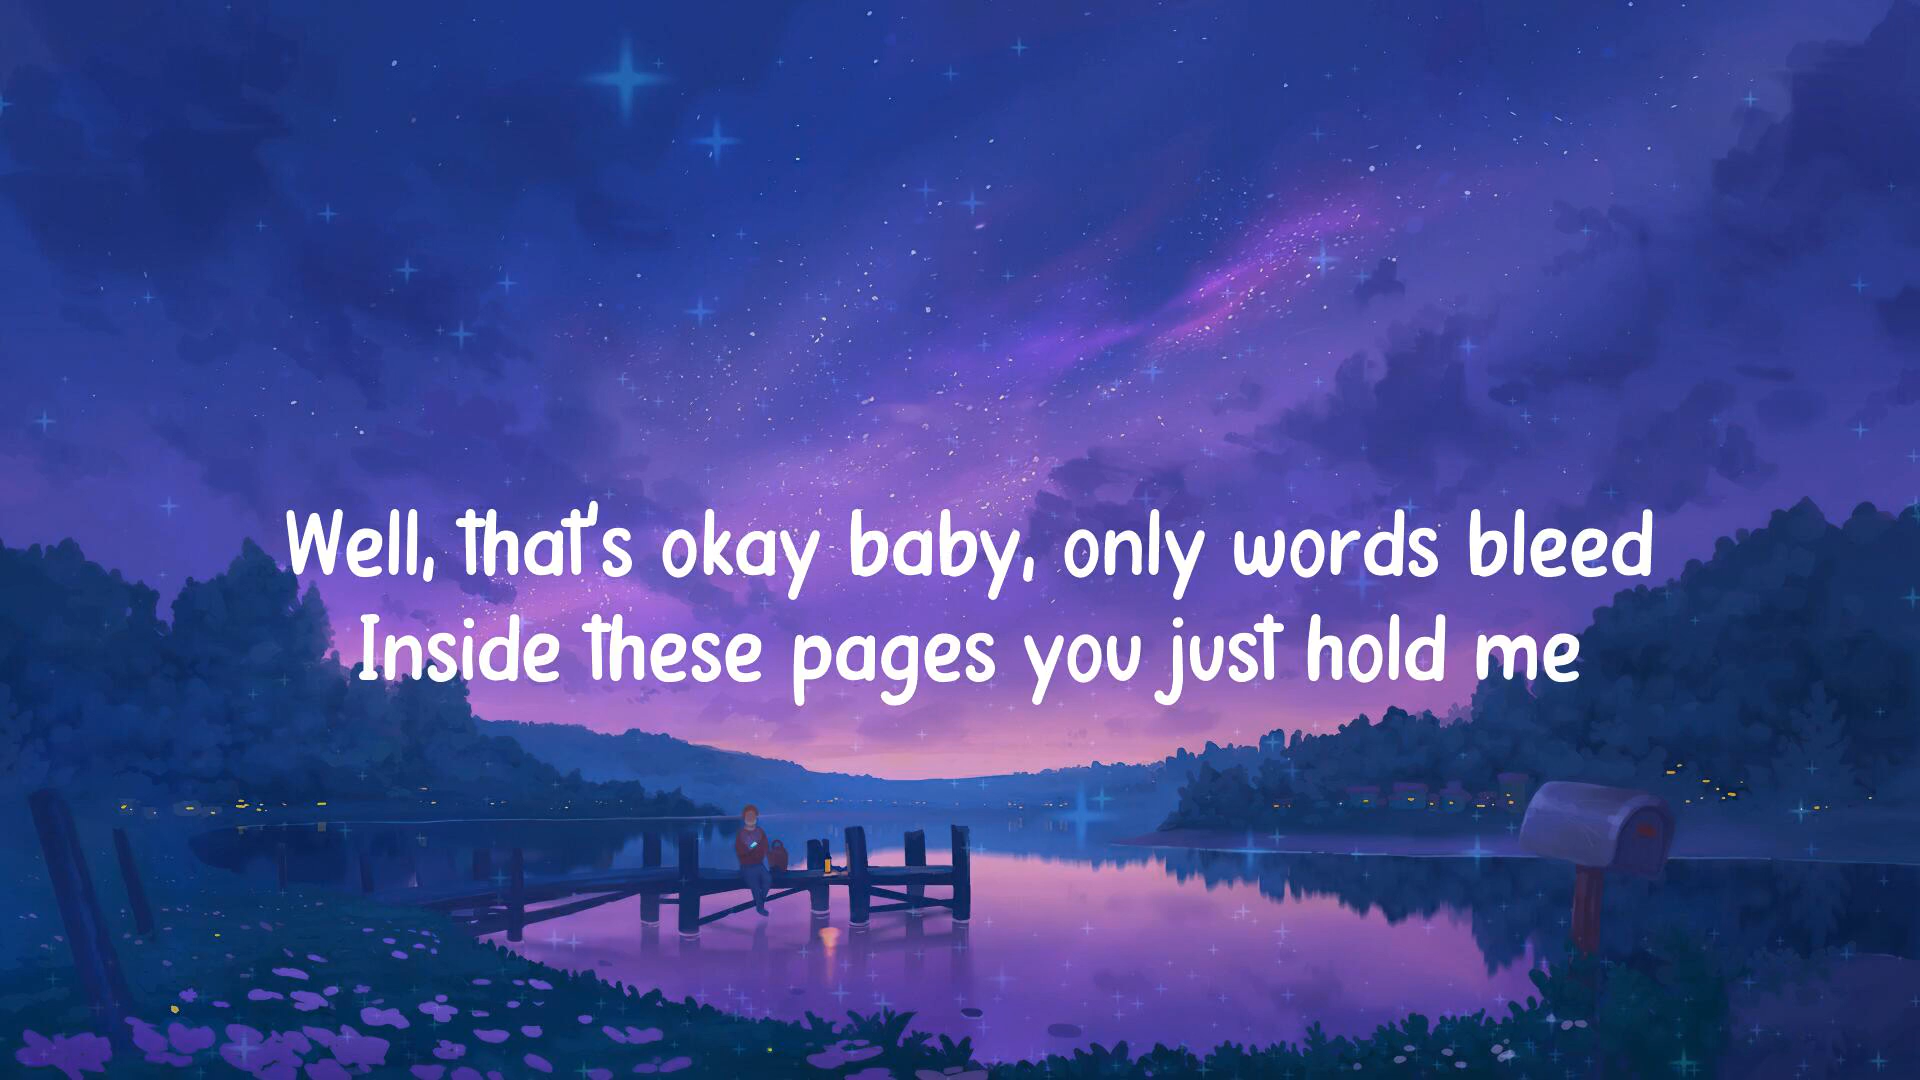 Well, that's okay baby, only words bleed
Inside these pages you just hold me